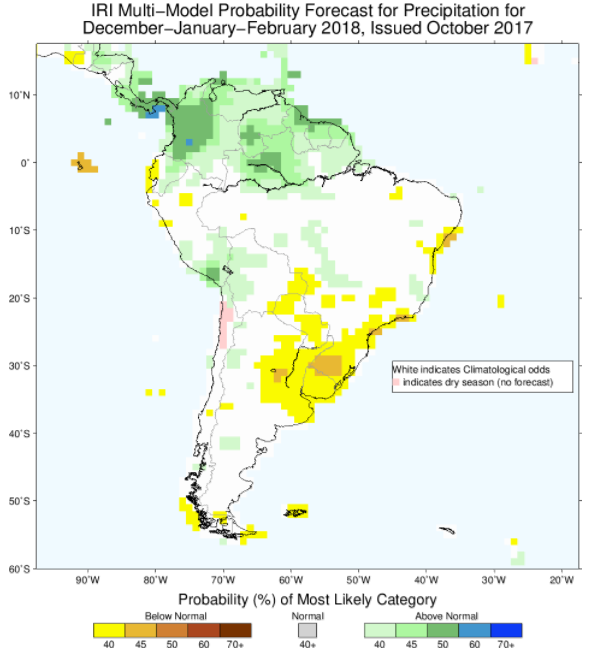 IRI Multi-Model Probability Forecast for Precipitation for
December-January-February 2018, Issued October 2017
10°N
0°
10°S
20°S
30°S
40°S
50°S
60°S
White indicates Climatological odds
indicates dry season (no forecast)
90°W 80°W 70°W 60°W 50°W 40°W 30°W 20°W
Probability (%) of Most Likely Category
Below Normal Normal Above Normal
40 45 50 60 70+ 40+ 40 45 50 60 70+